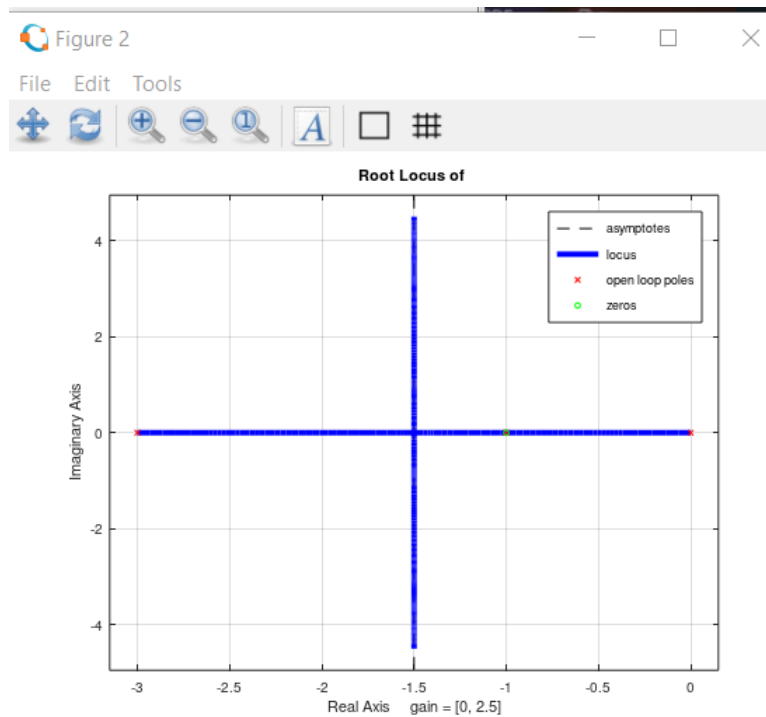 Figure 2
File Edit Tools
A
Root Locus of
asymptotes
locus
open loop poles
zeros
4
2
0
-2
-4
Imaginary Axis
-3 -2.5 -2 -1.5 -1 -0.5 0
Real Axis gain = [0, 2.5]